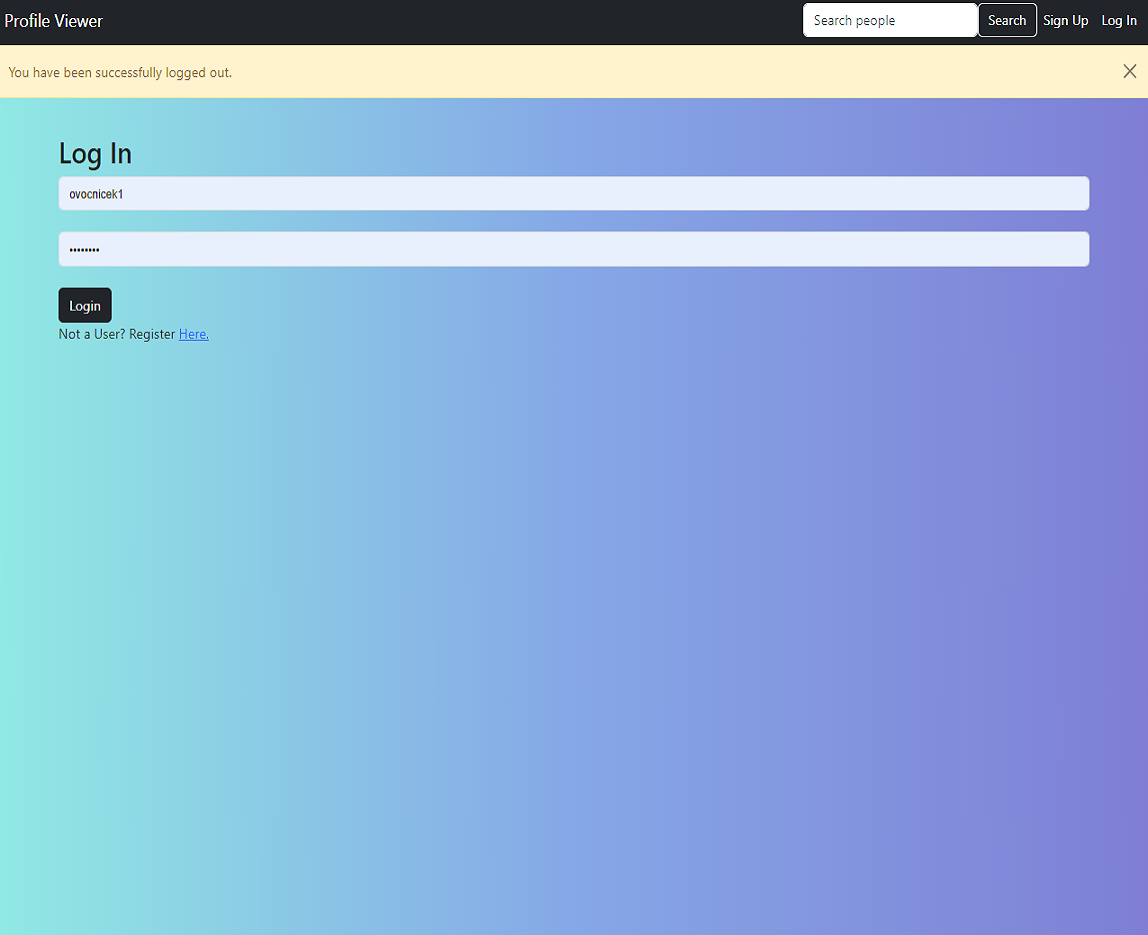 Profile Viewer
Search people
Search
Sign Up
Log In
You have been successfully logged out.
Log In
ovocnicek1
••••••••
Login
Not a User? Register Here.